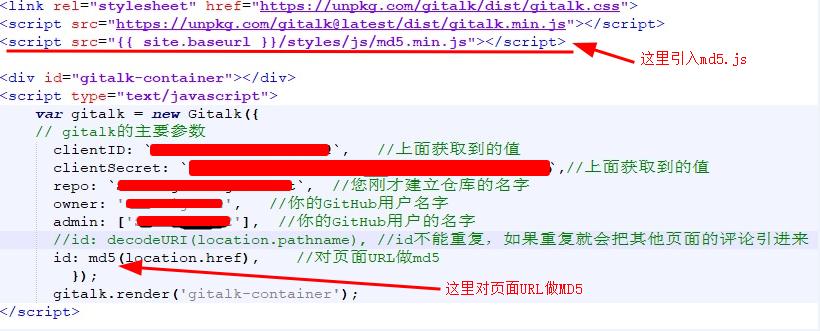 <link rel="stylesheet" href="https://unpkg.com/gitalk/dist/gitalk.css">
<script src="https://unpkg.com/gitalk@latest/dist/gitalk.min.js"></script>
<script src="{{ site.baseurl }}/styles/js/md5.min.js"></script>
这里引入md5.js
<div id="gitalk-container"></div>
<script type="text/javascript">
var gitalk = new Gitalk({
// gitalk的主要参数
clientID: ` `, //上面获取到的值
clientSecret: ` `,//上面获取到的值
repo: ` `, //您刚才建立仓库的名字
owner: ' ', //你的GitHub用户名字
admin: [' '], //你的GitHub用户的名字
//id: decodeURI(location.pathname), //id不能重复，如果重复就会把其他页面的评论引进来
id: md5(location.href), //对页面URL做md5
});
这里对页面URL做MD5
gitalk.render('gitalk-container');
</script>